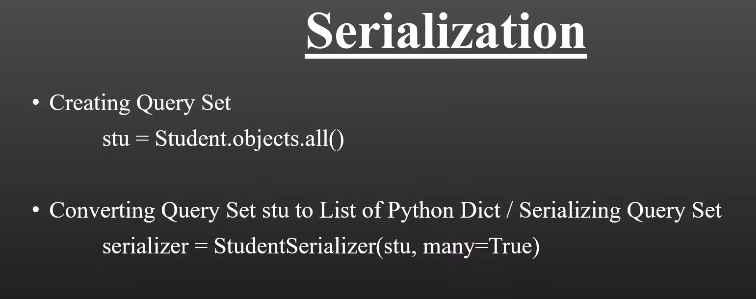 Serialization
• Creating Query Set
stu = Student.objects.all()
• Converting Query Set stu to List of Python Dict / Serializing Query Set
serializer = StudentSerializer(stu, many=True)